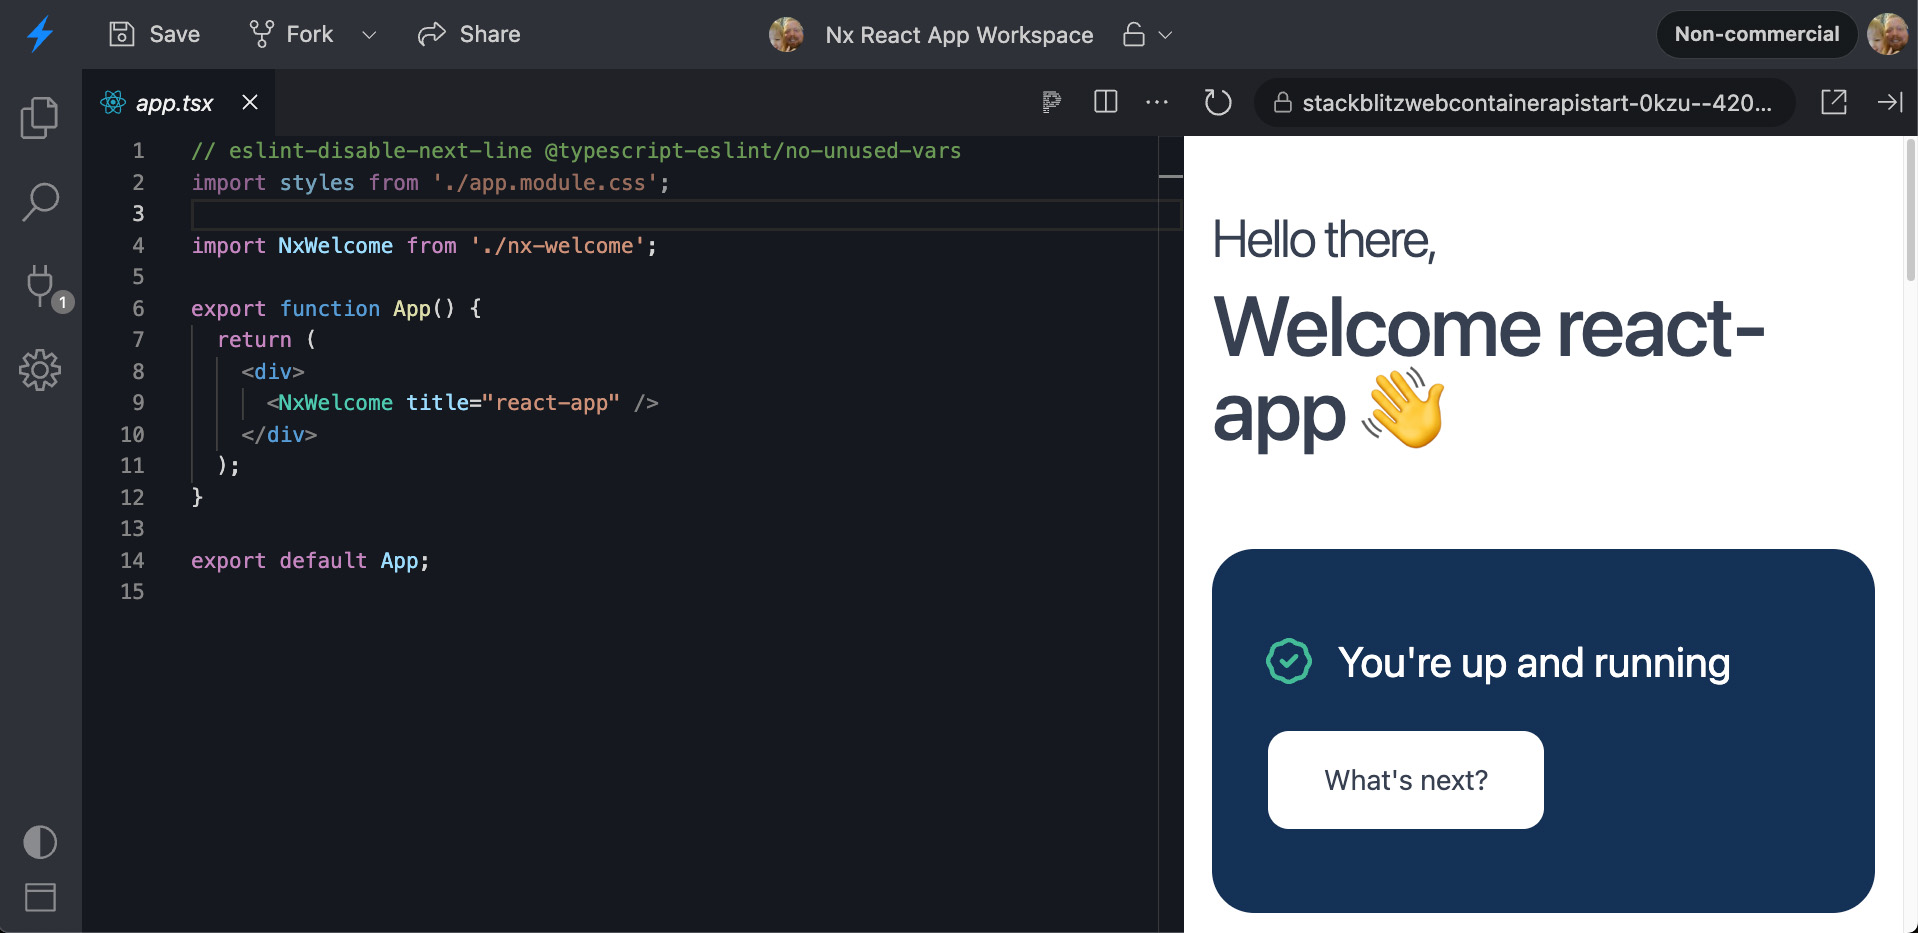 Save Fork Share Nx React App Workspace Non-commercial
app.tsx stackblitzwebcontainerapistart-0kzu--420...
1
1 // eslint-disable-next-line @typescript-eslint/no-unused-vars
2 import styles from './app.module.css';
3
4 import NxWelcome from './nx-welcome';
5
6 export function App() {
7 return (
8 <div>
9 <NxWelcome title="react-app" />
10 </div>
11 );
12 }
13
14 export default App;
15
Hello there,
Welcome react-
app 👋
You're up and running
What's next?